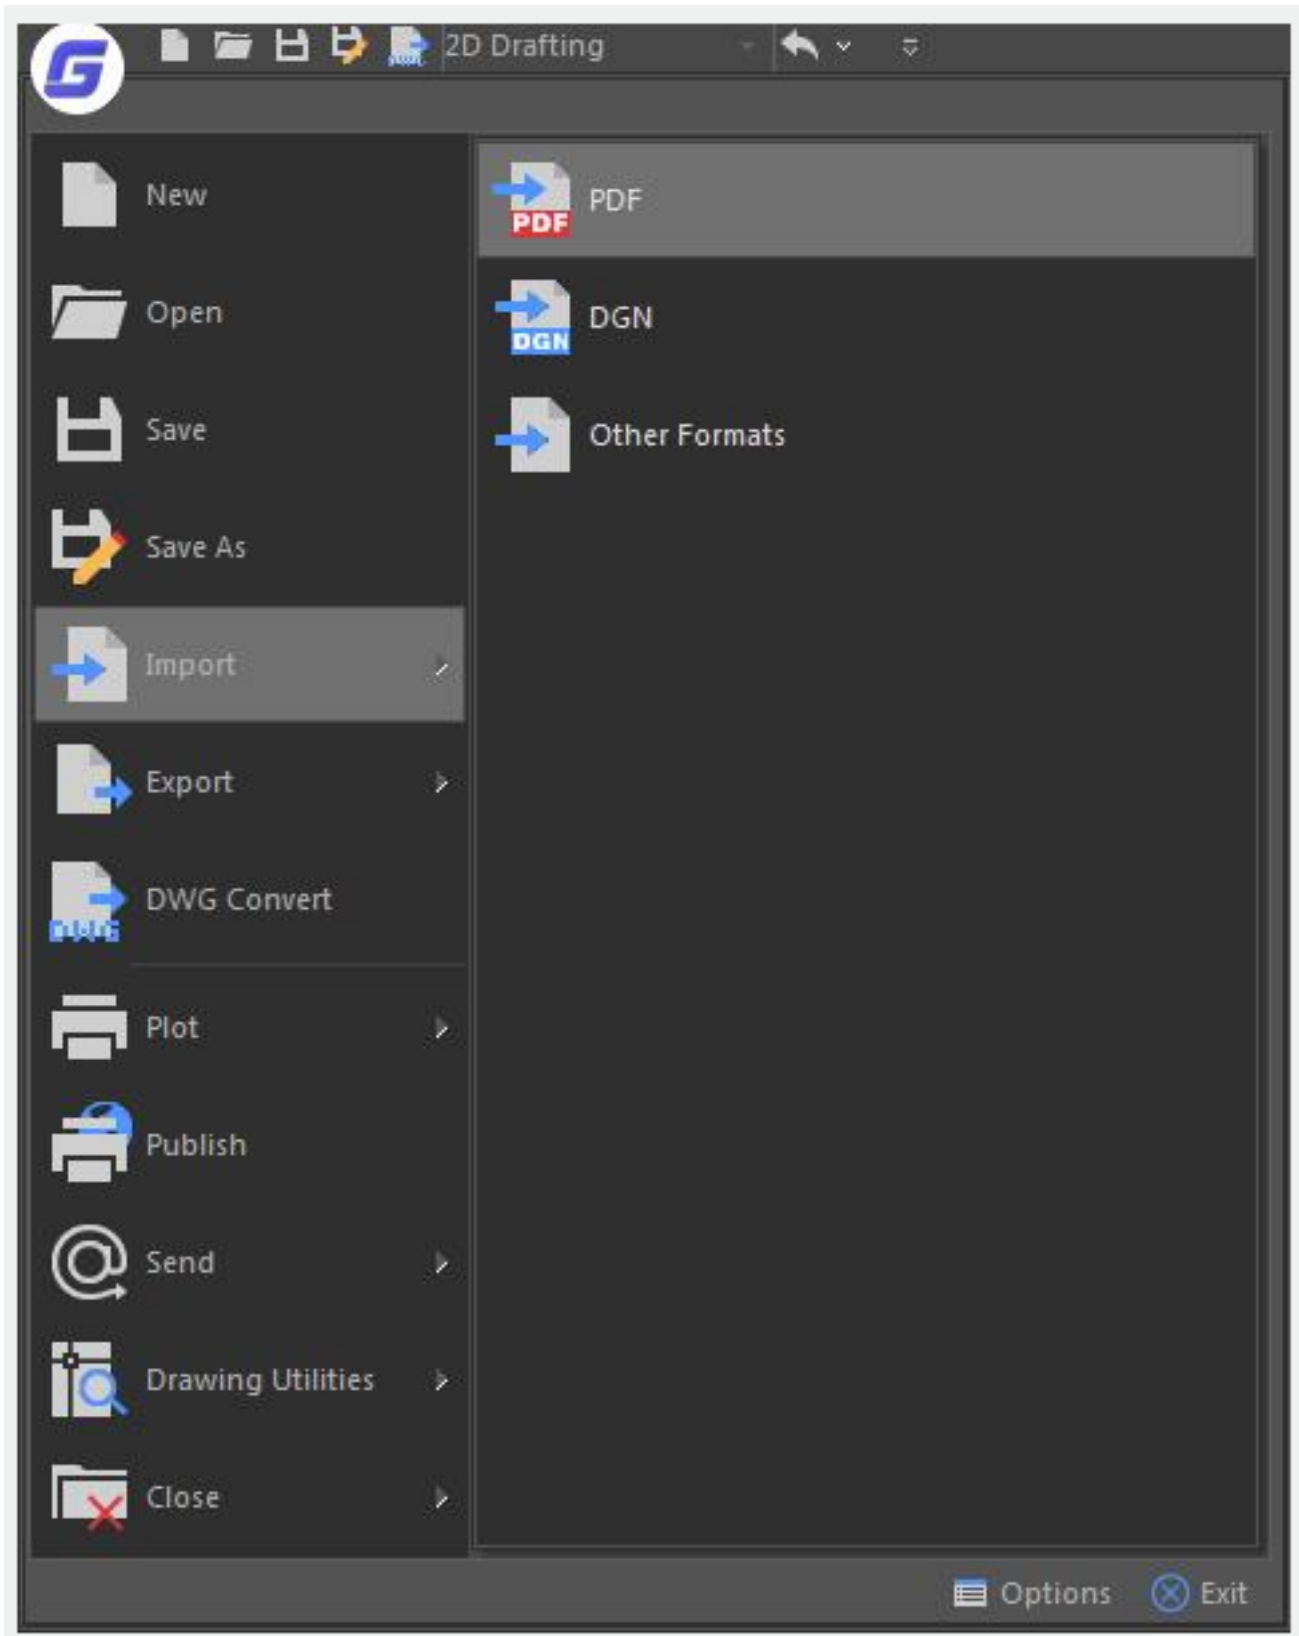 2D Drafting
New
Open
Save
Save As
Import
Export
DWG
DWG Convert
Plot
Publish
Send
Drawing Utilities
Close
PDF
PDF
DGN
DGN
Other Formats
Options
Exit